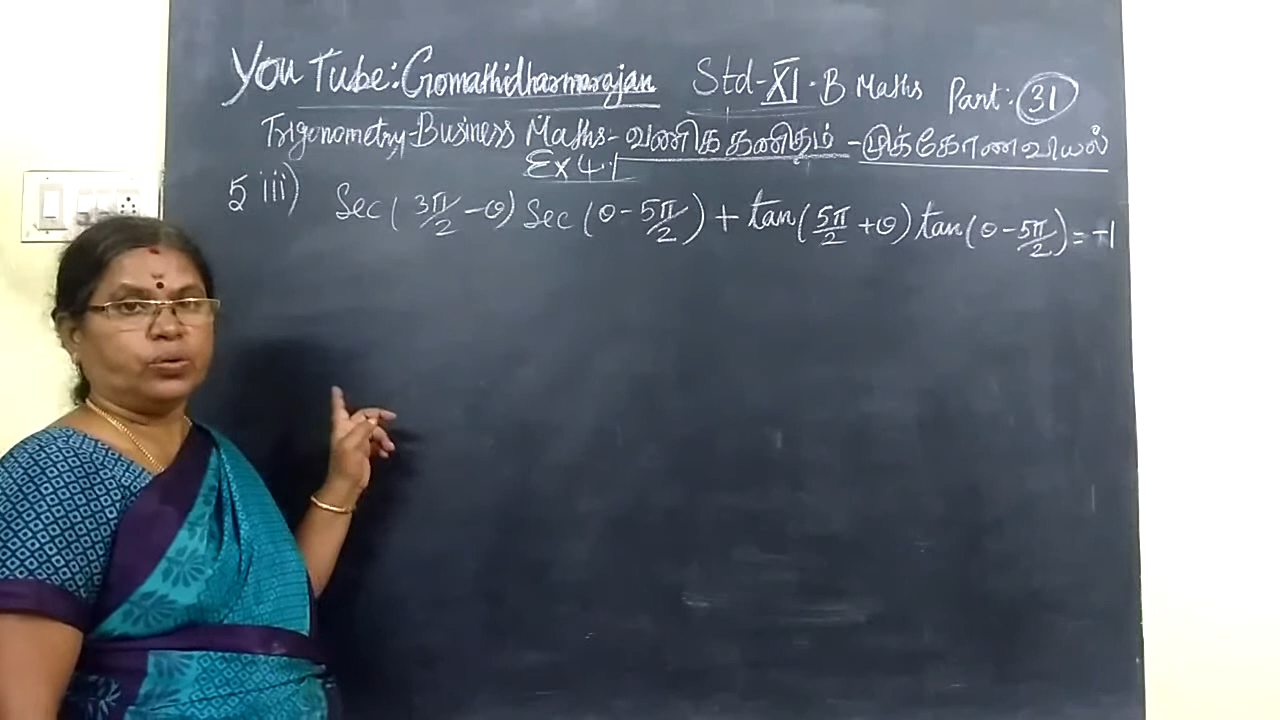 YouTube: Gomathidharmarajan Std-XI. B Maths Part: 31
Trigonometry-Business Maths- வணிக கணிதம் -முக்கோணவியல்
Ex 4.1
5 iii) Sec(3π/2 -θ) Sec(θ-5π/2) + tan(5π/2 +θ) tan(θ-5π/2) = -1